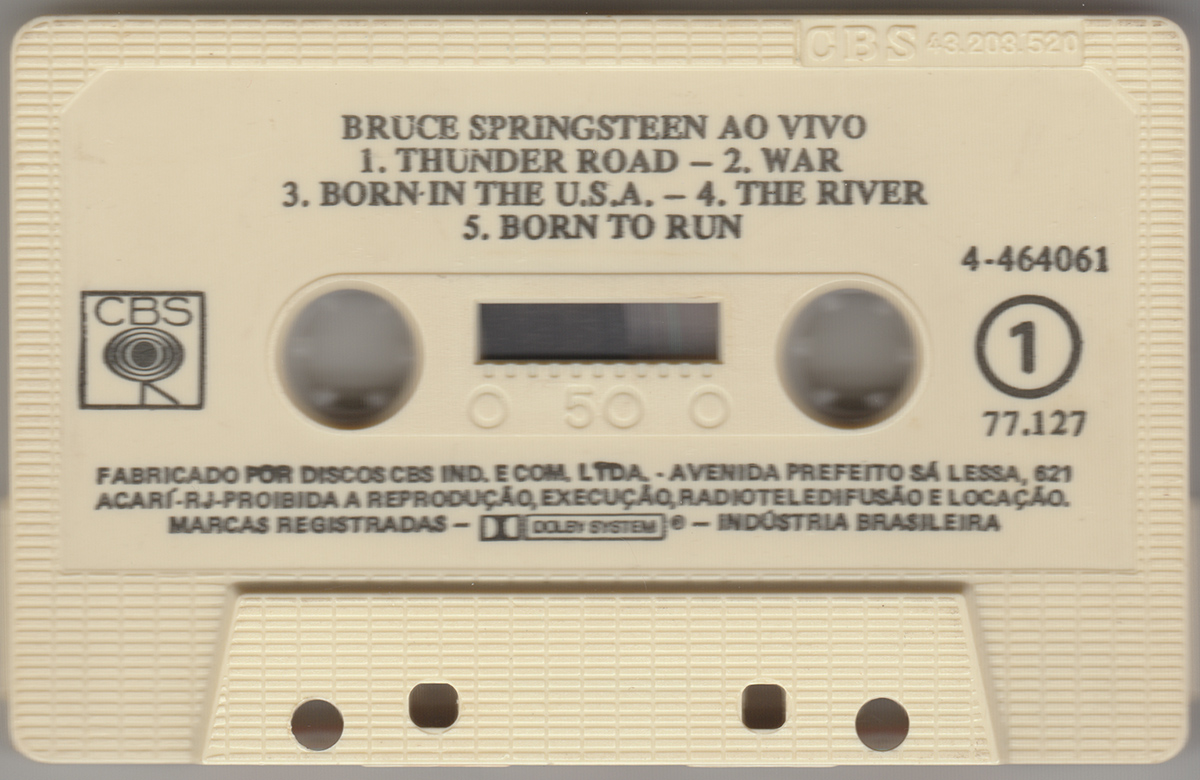 CBS 43.203.520
BRUCE SPRINGSTEEN AO VIVO
1. THUNDER ROAD – 2. WAR
3. BORN IN THE U.S.A. – 4. THE RIVER
5. BORN TO RUN
4-464061
CBS
1
77.127
O 50 O
FABRICADO POR DISCOS CBS IND. E COM. LTDA. - AVENIDA PREFEITO SÁ LESSA, 621
ACARÍ-RJ-PROIBIDA A REPRODUÇÃO, EXECUÇÃO, RADIOTELEDIFUSÃO E LOCAÇÃO.
MARCAS REGISTRADAS – DOLBY SYSTEM ® – INDÚSTRIA BRASILEIRA